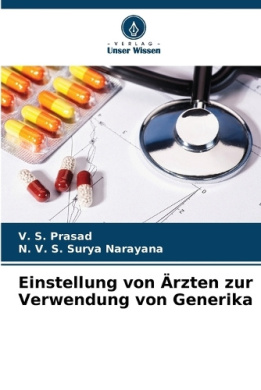 - VERLAG -
Unser Wissen
V. S. Prasad
N. V. S. Surya Narayana
Einstellung von Ärzten zur
Verwendung von Generika